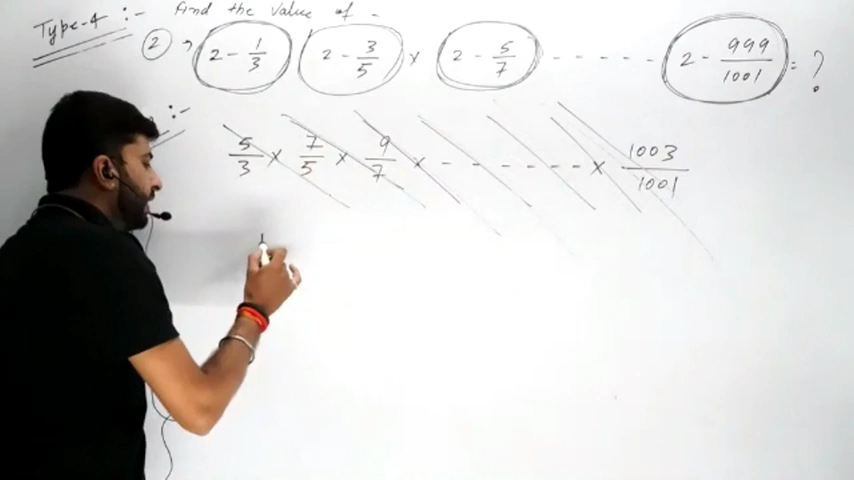 Type-4 :- Find the value of -
② → 2 - 1/3 2 - 3/5 × 2 - 5/7 - - - - - - 2 - 999/1001 = ?
:-
5/3 × 7/5 × 9/7 × - - - - - - × 1003/1001